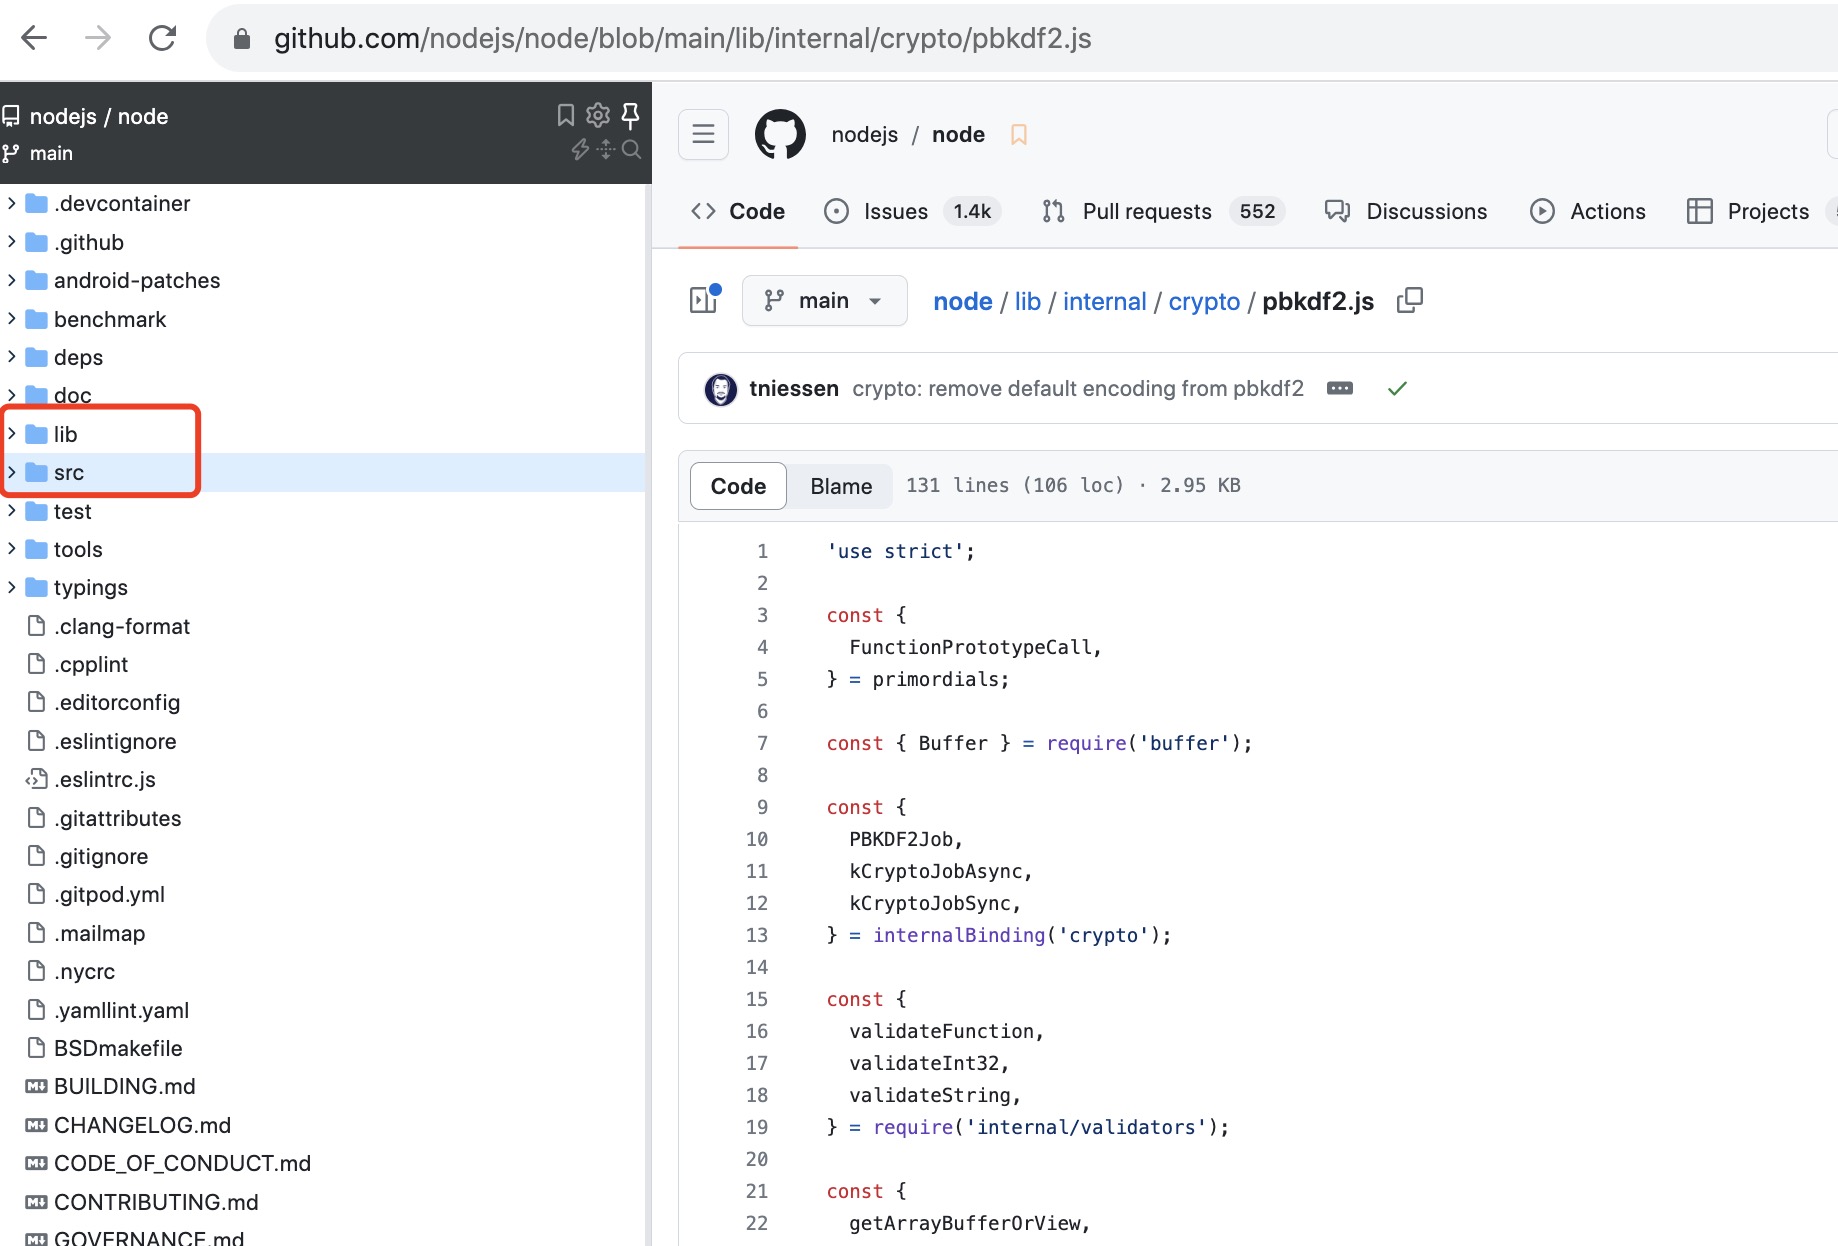 github.com/nodejs/node/blob/main/lib/internal/crypto/pbkdf2.js
nodejs / node
main
.devcontainer
.github
android-patches
benchmark
deps
doc
lib
src
test
tools
typings
.clang-format
.cpplint
.editorconfig
.eslintignore
.eslintrc.js
.gitattributes
.gitignore
.gitpod.yml
.mailmap
.nycrc
.yamllint.yaml
BSDmakefile
BUILDING.md
CHANGELOG.md
CODE_OF_CONDUCT.md
CONTRIBUTING.md
GOVERNANCE.md
nodejs / node
Code Issues 1.4k Pull requests 552 Discussions Actions Projects
main node / lib / internal / crypto / pbkdf2.js
tniessen crypto: remove default encoding from pbkdf2
Code Blame 131 lines (106 loc) · 2.95 KB
1 'use strict';
2
3 const {
4 FunctionPrototypeCall,
5 } = primordials;
6
7 const { Buffer } = require('buffer');
8
9 const {
10 PBKDF2Job,
11 kCryptoJobAsync,
12 kCryptoJobSync,
13 } = internalBinding('crypto');
14
15 const {
16 validateFunction,
17 validateInt32,
18 validateString,
19 } = require('internal/validators');
20
21 const {
22 getArrayBufferOrView,